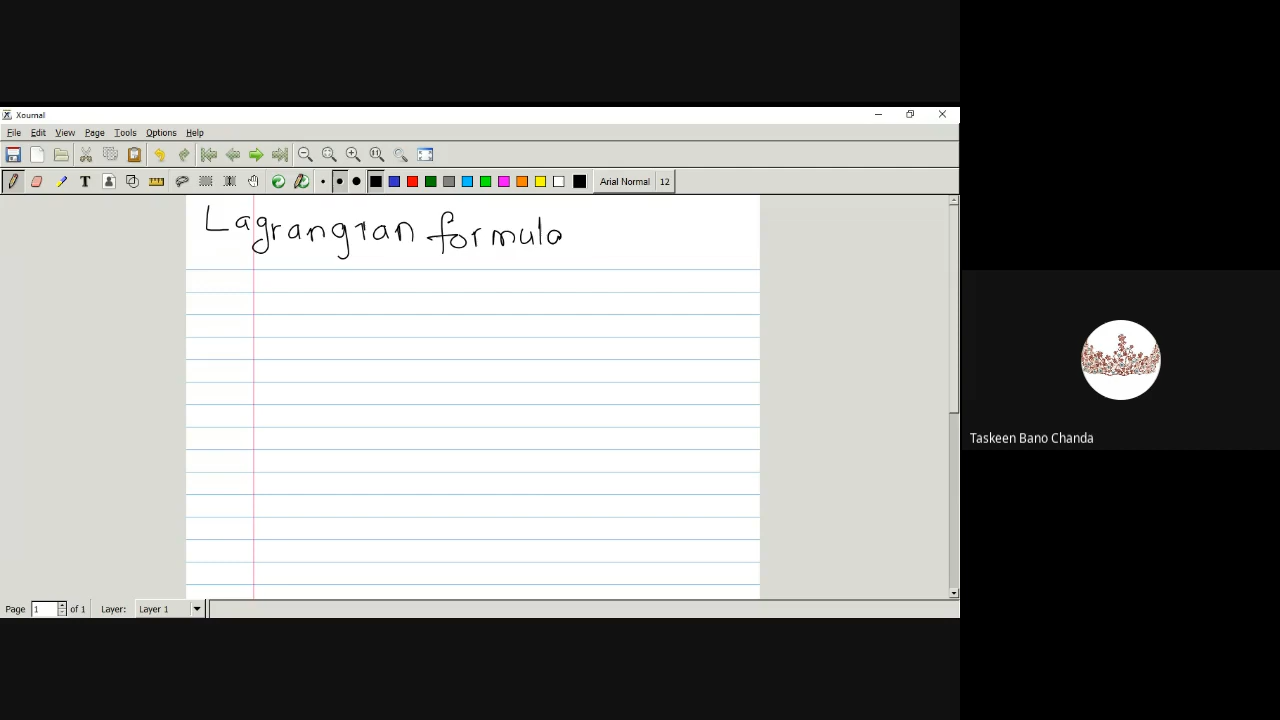 Xournal
File Edit View Page Tools Options Help
T Arial Normal 12
Lagrangian formula
Taskeen Bano Chanda
Page 1 of 1 Layer: Layer 1